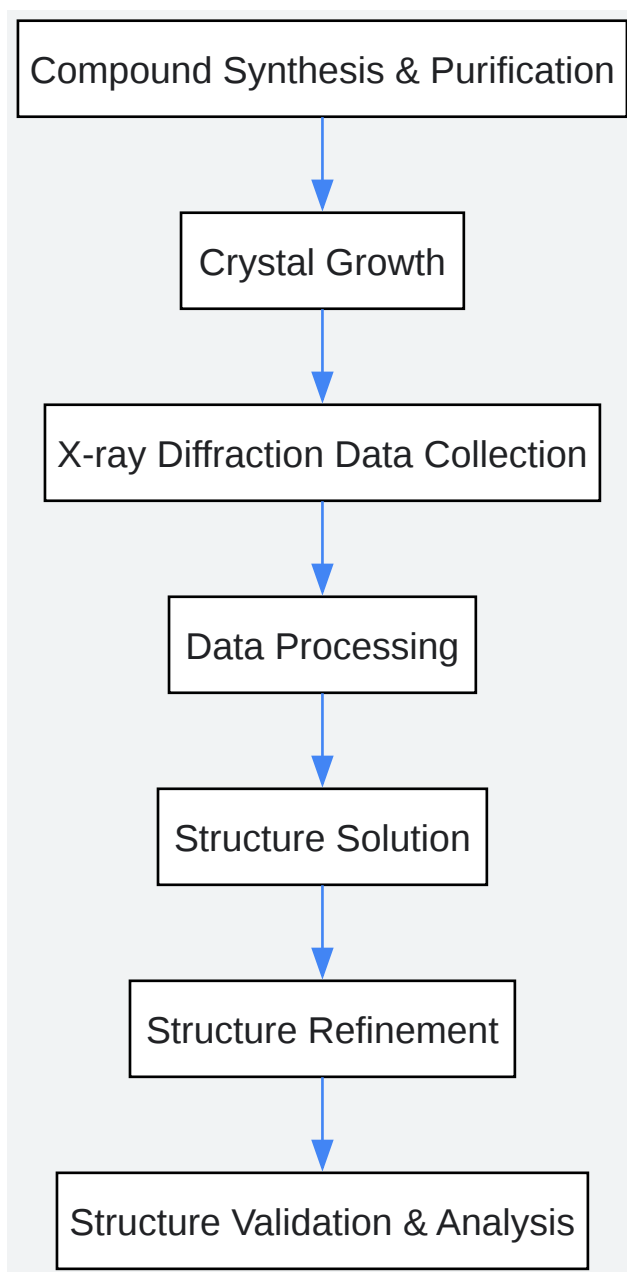 Compound Synthesis & Purification
Crystal Growth
X-ray Diffraction Data Collection
Data Processing
Structure Solution
Structure Refinement
Structure Validation & Analysis